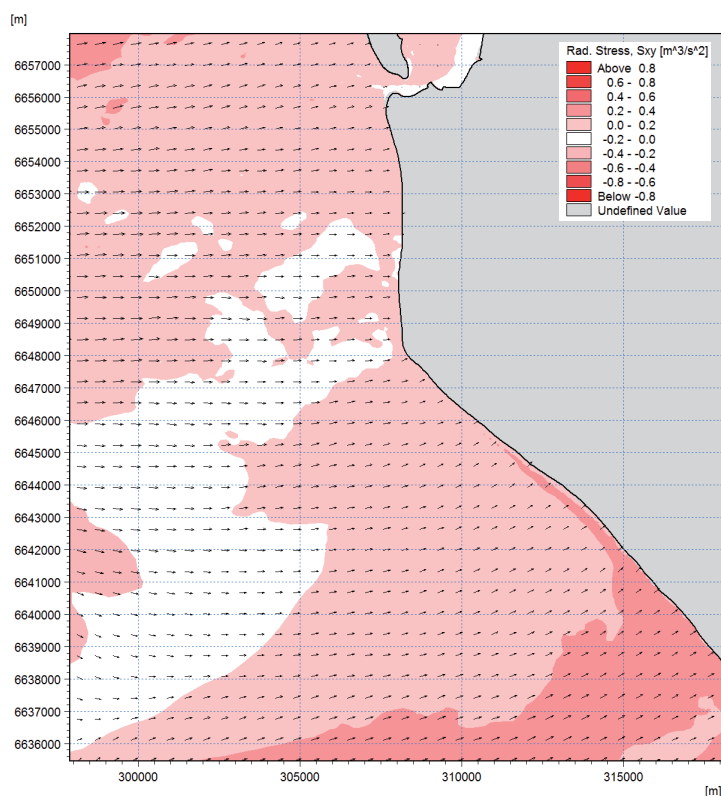 [m]
6657000
6656000
6655000
6654000
6653000
6652000
6651000
6650000
6649000
6648000
6647000
6646000
6645000
6644000
6643000
6642000
6641000
6640000
6639000
6638000
6637000
6636000
300000 305000 310000 315000
[m]
Rad. Stress, Sxy [m^3/s^2]
Above 0.8
0.6 - 0.8
0.4 - 0.6
0.2 - 0.4
0.0 - 0.2
-0.2 - 0.0
-0.4 - -0.2
-0.6 - -0.4
-0.8 - -0.6
Below -0.8
Undefined Value